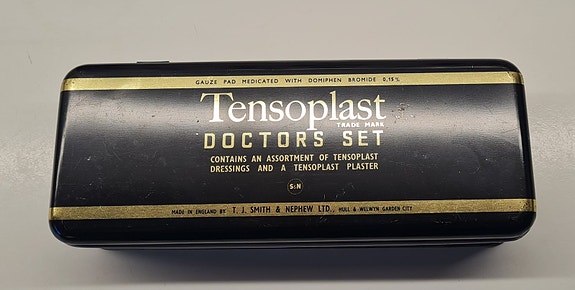 GAUZE PAD MEDICATED WITH DOMIPHEN BROMIDE 0,15%
Tensoplast
TRADE MARK
DOCTORS SET
CONTAINS AN ASSORTMENT OF TENSOPLAST
DRESSINGS AND A TENSOPLAST PLASTER
S:N
MADE IN ENGLAND BY T. J. SMITH & NEPHEW LTD., HULL & WELWYN GARDEN CITY